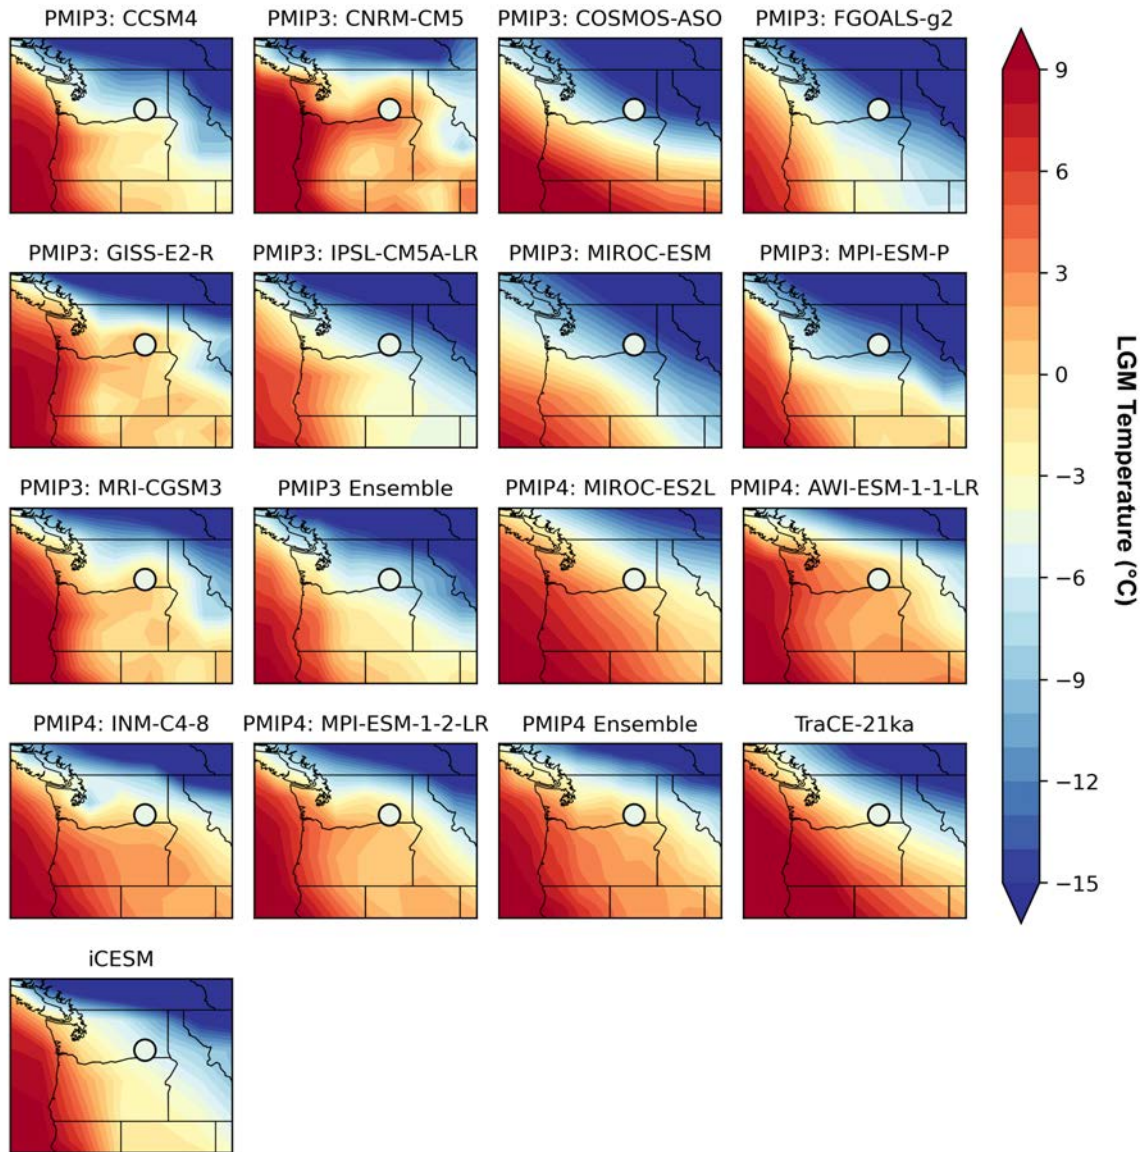 PMIP3: CCSM4 PMIP3: CNRM-CM5 PMIP3: COSMOS-ASO PMIP3: FGOALS-g2
PMIP3: GISS-E2-R PMIP3: IPSL-CM5A-LR PMIP3: MIROC-ESM PMIP3: MPI-ESM-P
PMIP3: MRI-CGSM3 PMIP3 Ensemble PMIP4: MIROC-ES2L PMIP4: AWI-ESM-1-1-LR
PMIP4: INM-C4-8 PMIP4: MPI-ESM-1-2-LR PMIP4 Ensemble TraCE-21ka
iCESM
9
6
3
0
−3
−6
−9
−12
−15
LGM Temperature (°C)